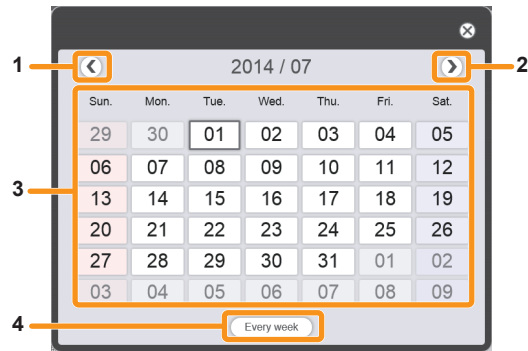 1 2014 / 07 2
Sun. Mon. Tue. Wed. Thu. Fri. Sat.
29 30 01 02 03 04 05
06 07 08 09 10 11 12
3 13 14 15 16 17 18 19
20 21 22 23 24 25 26
27 28 29 30 31 01 02
03 04 05 06 07 08 09
4 Every week